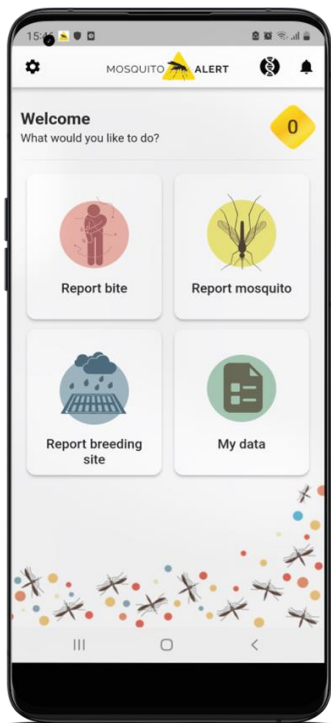 MOSQUITO ALERT
Welcome
What would you like to do?
0
Report bite
Report mosquito
Report breeding
site
My data